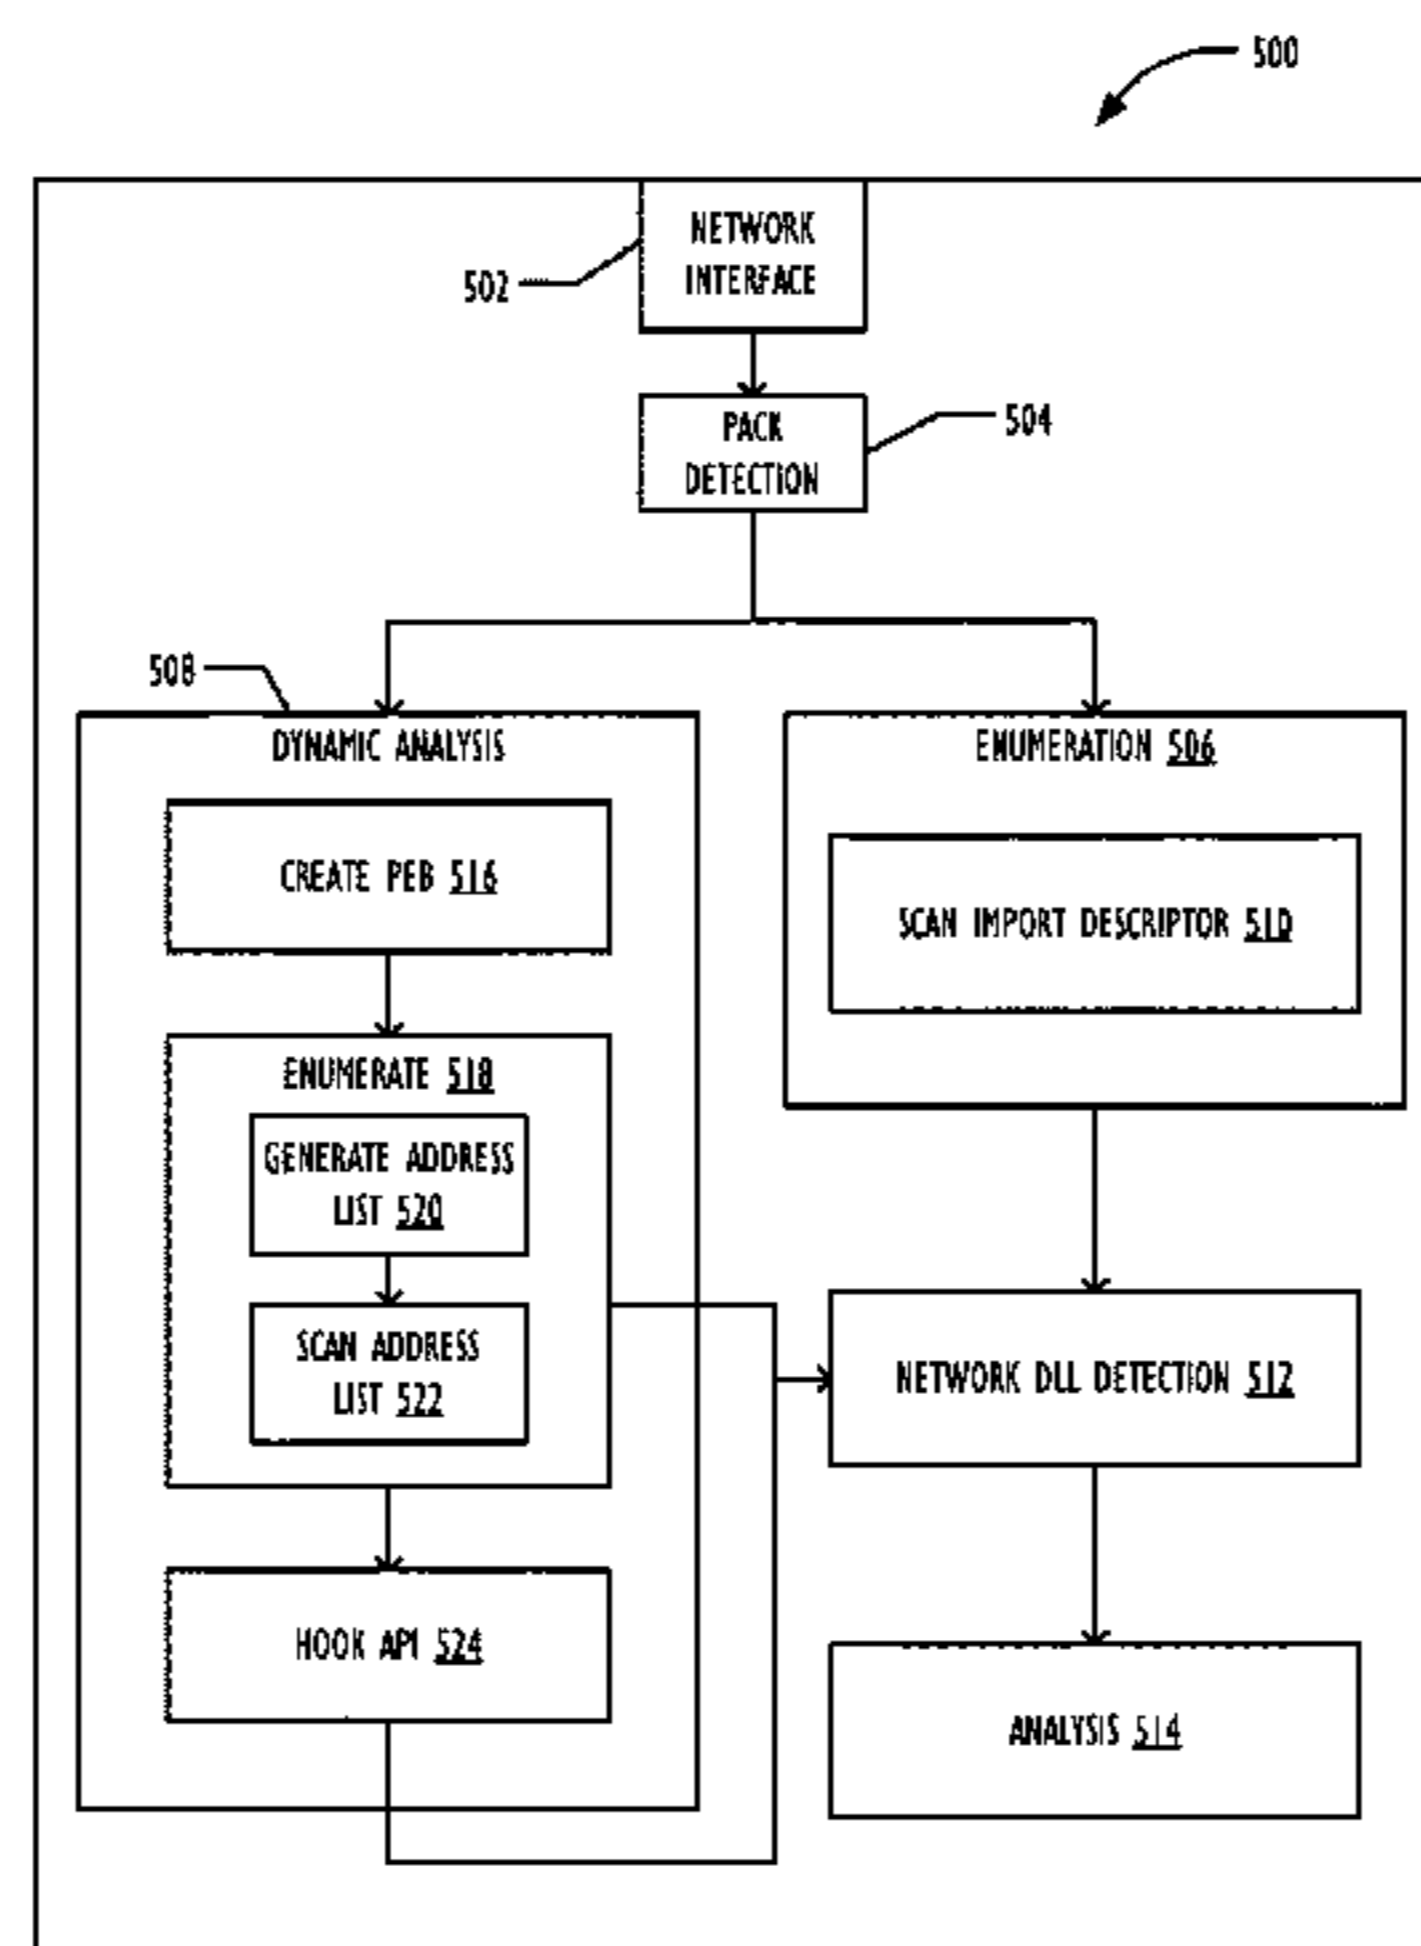 500
NETWORK
INTERFACE
502
PACK
DETECTION
504
508
DYNAMIC ANALYSIS
CREATE PEB 516
ENUMERATE 518
GENERATE ADDRESS
LIST 520
SCAN ADDRESS
LIST 522
HOOK API 524
ENUMERATION 506
SCAN IMPORT DESCRIPTOR 510
NETWORK DLL DETECTION 512
ANALYSIS 514